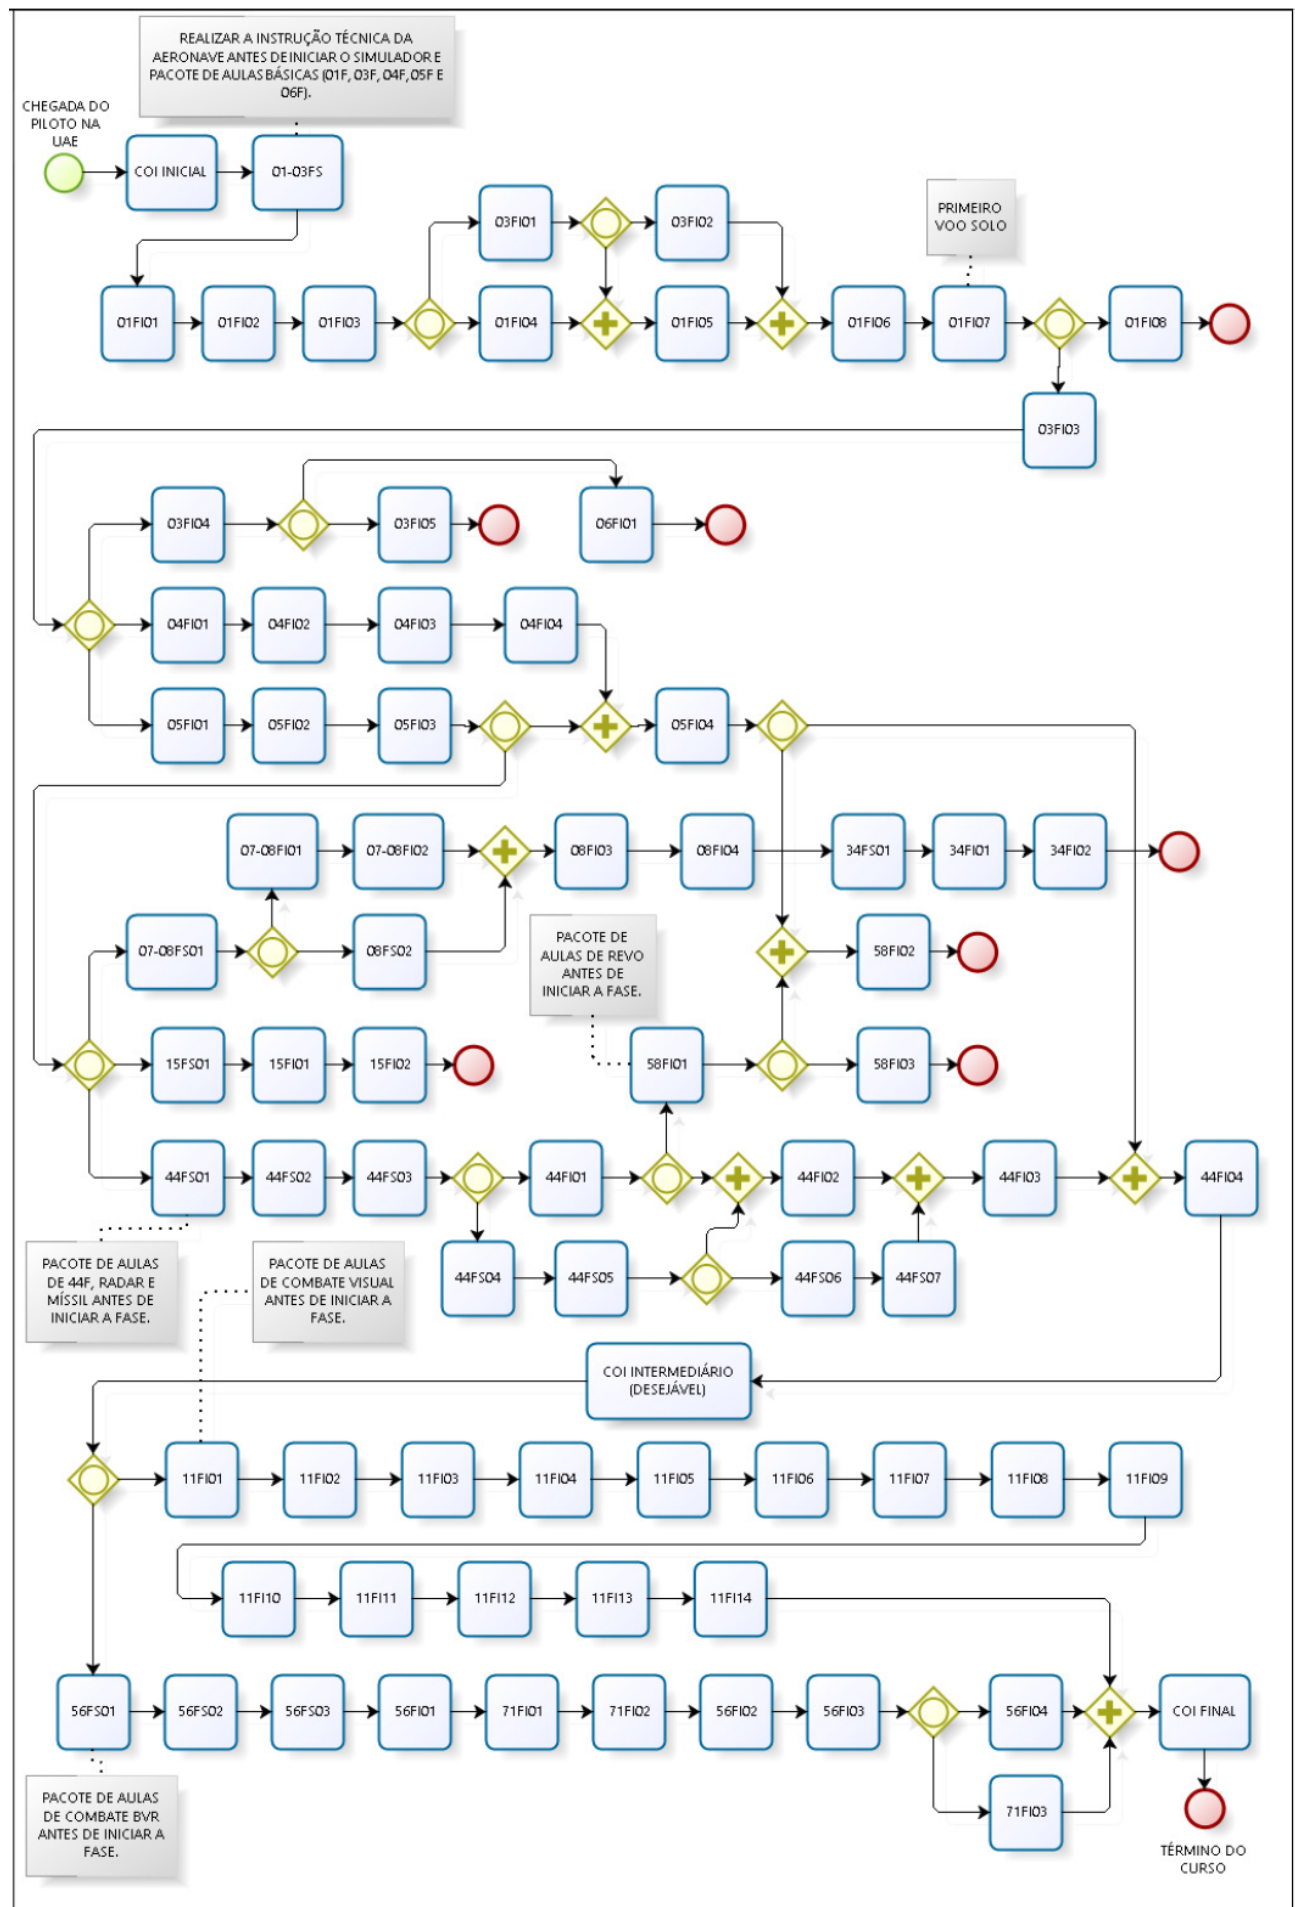 REALIZAR A INSTRUÇÃO TÉCNICA DA
AERONAVE ANTES DE INICIAR O SIMULADOR E
PACOTE DE AULAS BÁSICAS (01F, 03F, 04F, 05F E
06F).
CHEGADA DO
PILOTO NA
UAE
COI INICIAL
01-03FS
03FI01
03FI02
PRIMEIRO
VOO SOLO
01FI01
01FI02
01FI03
01FI04
01FI05
01FI06
01FI07
01FI08
03FI03
03FI04
03FI05
06FI01
04FI01
04FI02
04FI03
04FI04
05FI01
05FI02
05FI03
05FI04
07-08FI01
07-08FI02
08FI03
08FI04
34FS01
34FI01
34FI02
07-08FS01
08FS02
PACOTE DE
AULAS DE REVO
ANTES DE
INICIAR A FASE.
58FI02
15FS01
15FI01
15FI02
58FI01
58FI03
44FS01
44FS02
44FS03
44FI01
44FI02
44FI03
44FI04
PACOTE DE AULAS
DE 44F, RADAR E
MÍSSIL ANTES DE
INICIAR A FASE.
PACOTE DE AULAS
DE COMBATE VISUAL
ANTES DE INICIAR A
FASE.
44FS04
44FS05
44FS06
44FS07
COI INTERMEDIÁRIO
(DESEJÁVEL)
11FI01
11FI02
11FI03
11FI04
11FI05
11FI06
11FI07
11FI08
11FI09
11FI10
11FI11
11FI12
11FI13
11FI14
56FS01
56FS02
56FS03
56FI01
71FI01
71FI02
56FI02
56FI03
56FI04
COI FINAL
71FI03
PACOTE DE AULAS
DE COMBATE BVR
ANTES DE INICIAR A
FASE.
TÉRMINO DO
CURSO